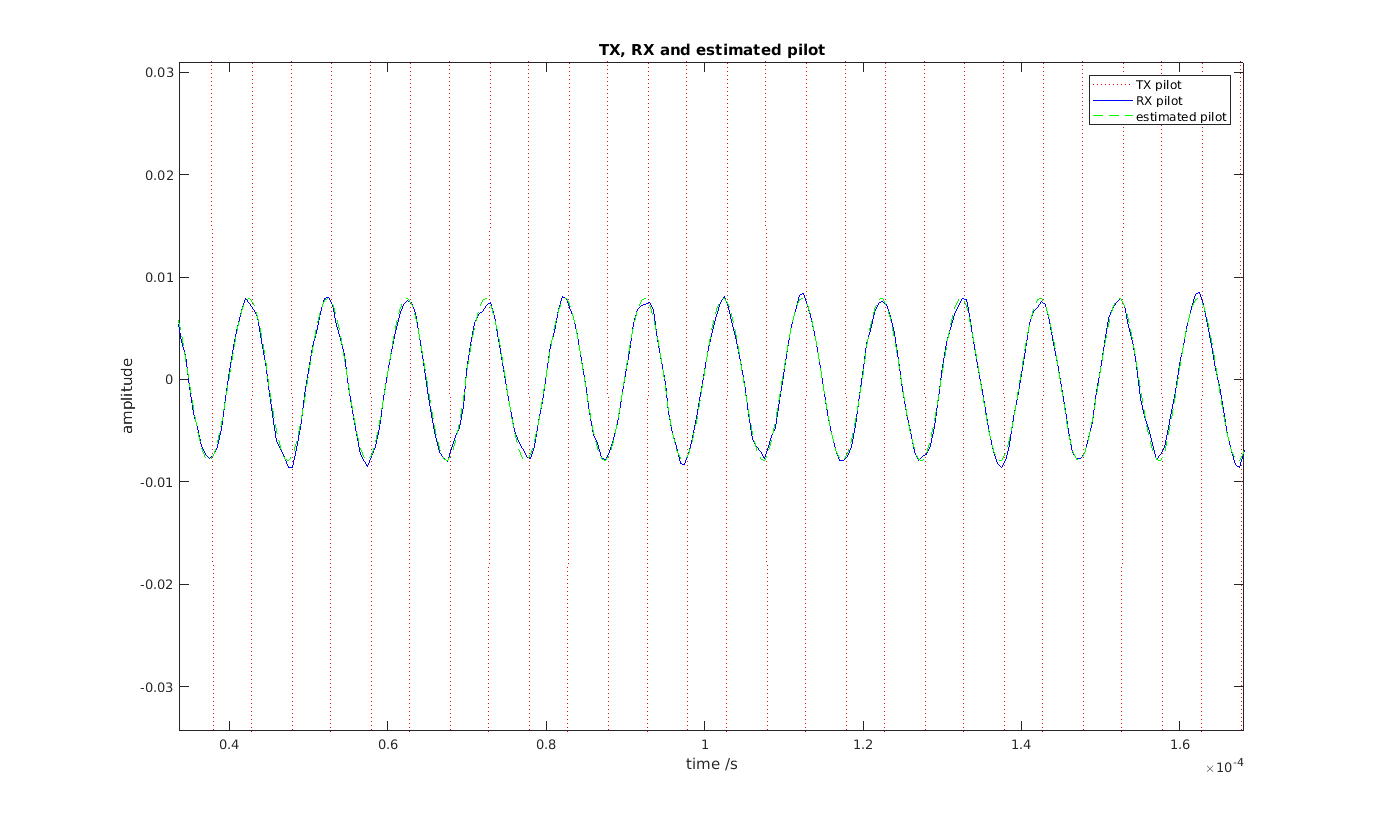 TX, RX and estimated pilot
TX pilot
RX pilot
estimated pilot
amplitude
0.03
0.02
0.01
0
-0.01
-0.02
-0.03
0.4 0.6 0.8 1 1.2 1.4 1.6
time /s
×10-4